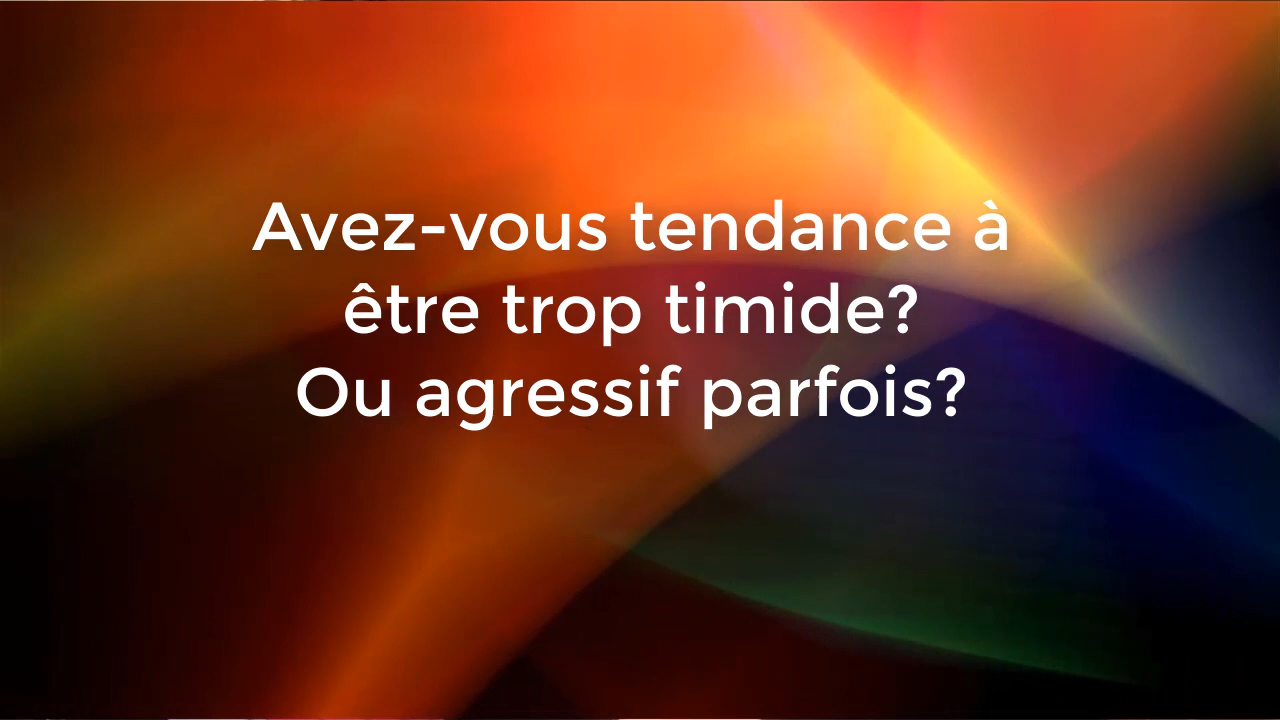 Avez-vous tendance à
être trop timide?
Ou agressif parfois?